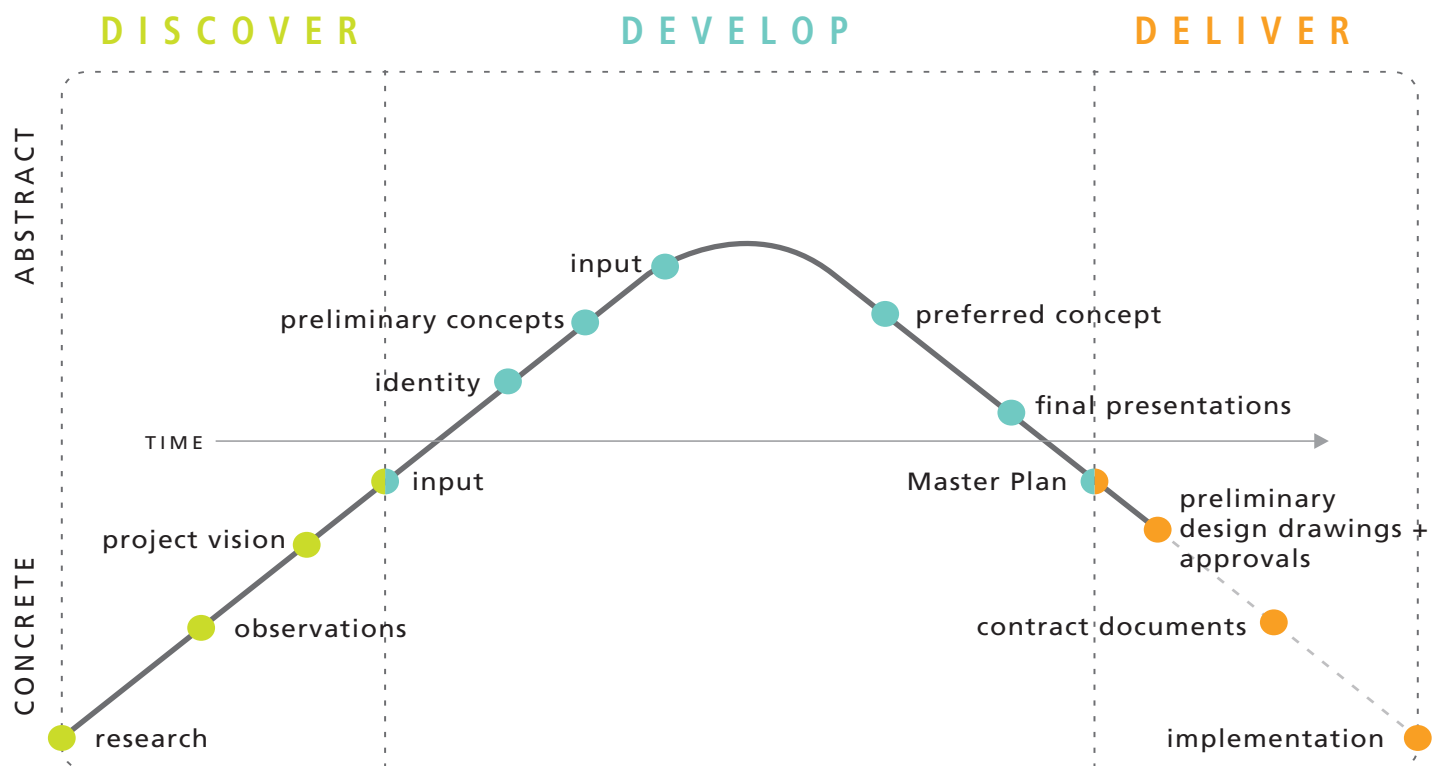 DISCOVER
DEVELOP
DELIVER
ABSTRACT
input
preliminary concepts
preferred concept
identity
final presentations
TIME
input
Master Plan
preliminary
design drawings +
approvals
project vision
CONCRETE
observations
contract documents
research
implementation